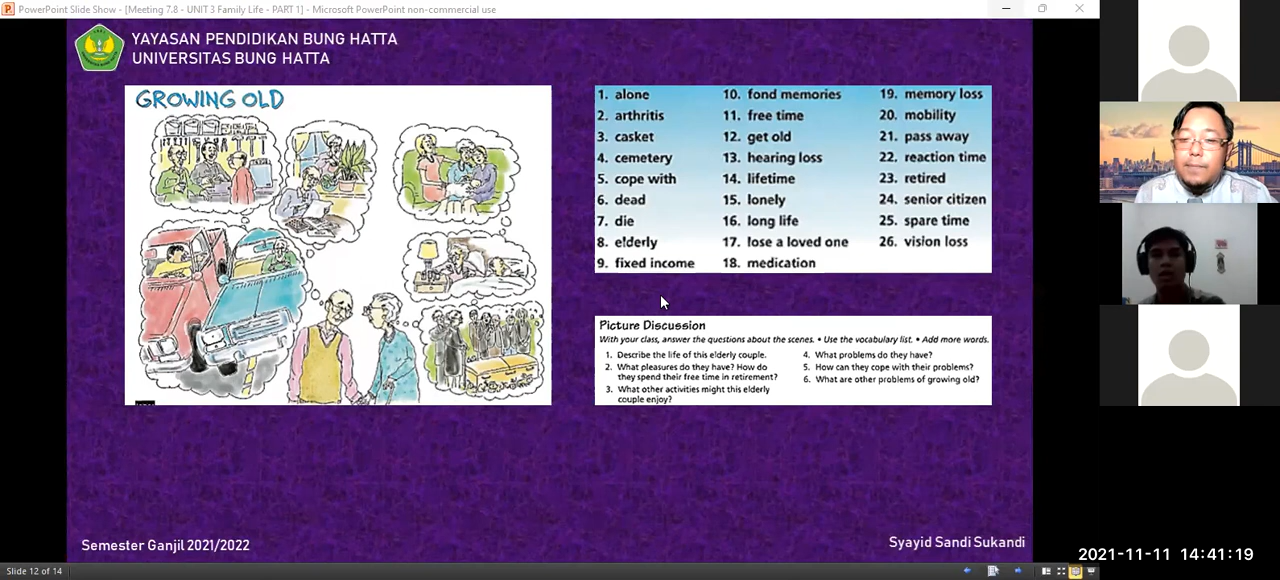 PowerPoint Slide Show - [Meeting 7.8 - UNIT 3 Family Life - PART 1] - Microsoft PowerPoint non-commercial use
YAYASAN PENDIDIKAN BUNG HATTA
UNIVERSITAS BUNG HATTA
GROWING OLD
1. alone
2. arthritis
3. casket
4. cemetery
5. cope with
6. dead
7. die
8. elderly
9. fixed income
10. fond memories
11. free time
12. get old
13. hearing loss
14. lifetime
15. lonely
16. long life
17. lose a loved one
18. medication
19. memory loss
20. mobility
21. pass away
22. reaction time
23. retired
24. senior citizen
25. spare time
26. vision loss
Picture Discussion
With your class, answer the questions about the scenes. • Use the vocabulary list. • Add more words.
1. Describe the life of this elderly couple.
2. What pleasures do they have? How do
they spend their free time in retirement?
3. What other activities might this elderly
couple enjoy?
4. What problems do they have?
5. How can they cope with their problems?
6. What are other problems of growing old?
Semester Ganjil 2021/2022
Syayid Sandi Sukandi
2021-11-11 14:41:19
Slide 12 of 14